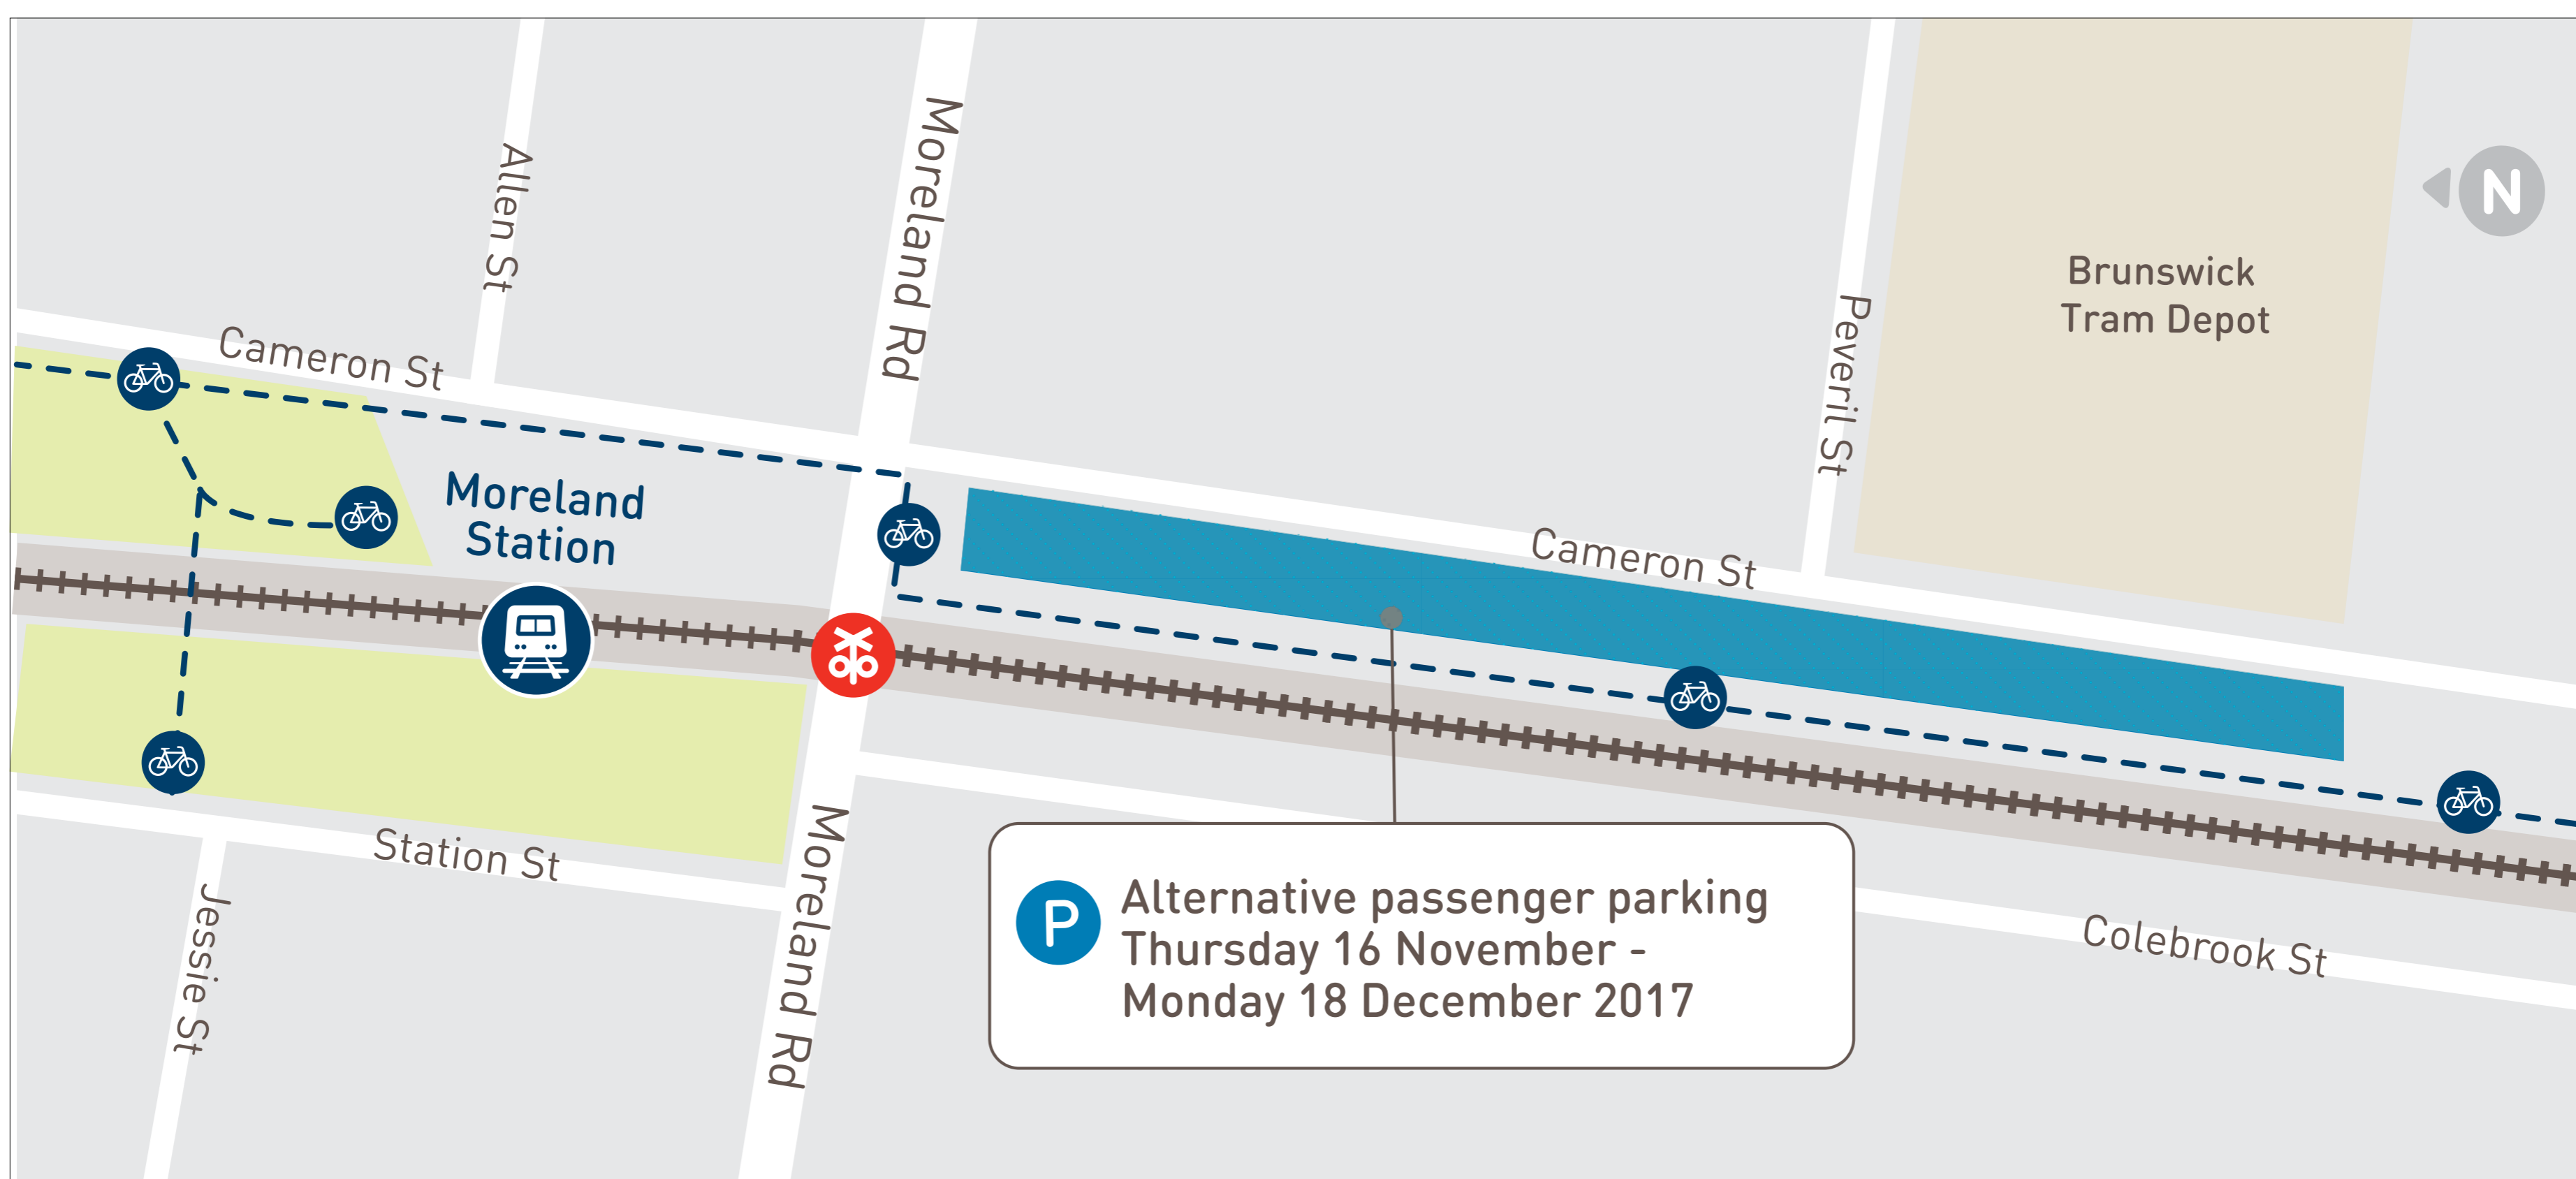 Allen St
Moreland Rd
Peveril St
Brunswick
Tram Depot
N
Cameron St
Moreland
Station
Cameron St
Station St
Jessie St
Moreland Rd
P
Alternative passenger parking
Thursday 16 November -
Monday 18 December 2017
Colebrook St